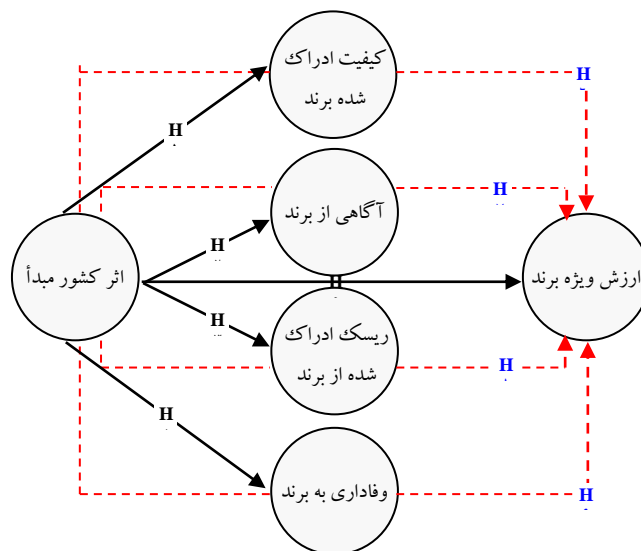 کیفیت ادراک
شده برند
H
H
آگاهی از برند
H
H
اثر کشور مبدأ
H
ارزش ویژه برند
ریسک ادراک
شده از برند
H
H
H
وفاداری به برند
H